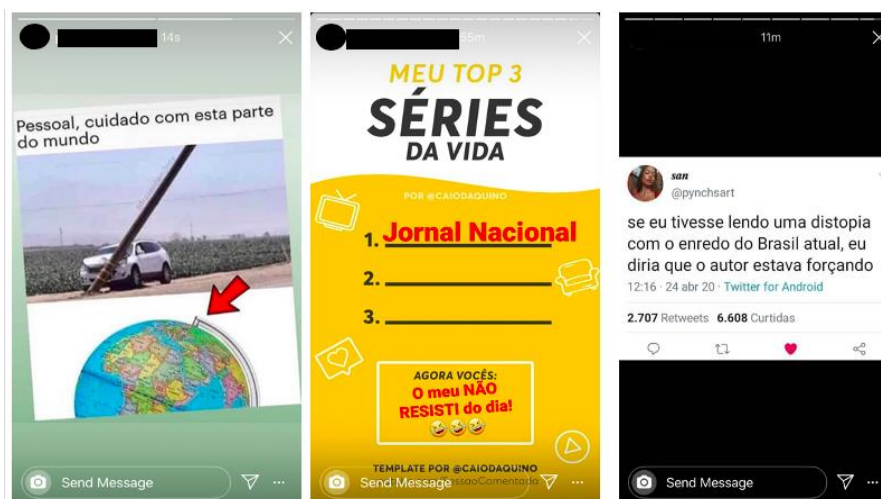 14s
Pessoal, cuidado com esta parte
do mundo
Send Message
55m
MEU TOP 3
SÉRIES
DA VIDA
POR @CAIODAQUINO
1. Jornal Nacional
2.
3.
AGORA VOCÊS:
O meu NÃO
RESISTI do dia!
TEMPLATE POR @CAIODAQUINO
Send Message
11m
san
@pynchsart
se eu tivesse lendo uma distopia
com o enredo do Brasil atual, eu
diria que o autor estava forçando
12:16 · 24 abr 20 · Twitter for Android
2.707 Retweets 6.608 Curtidas
Send Message